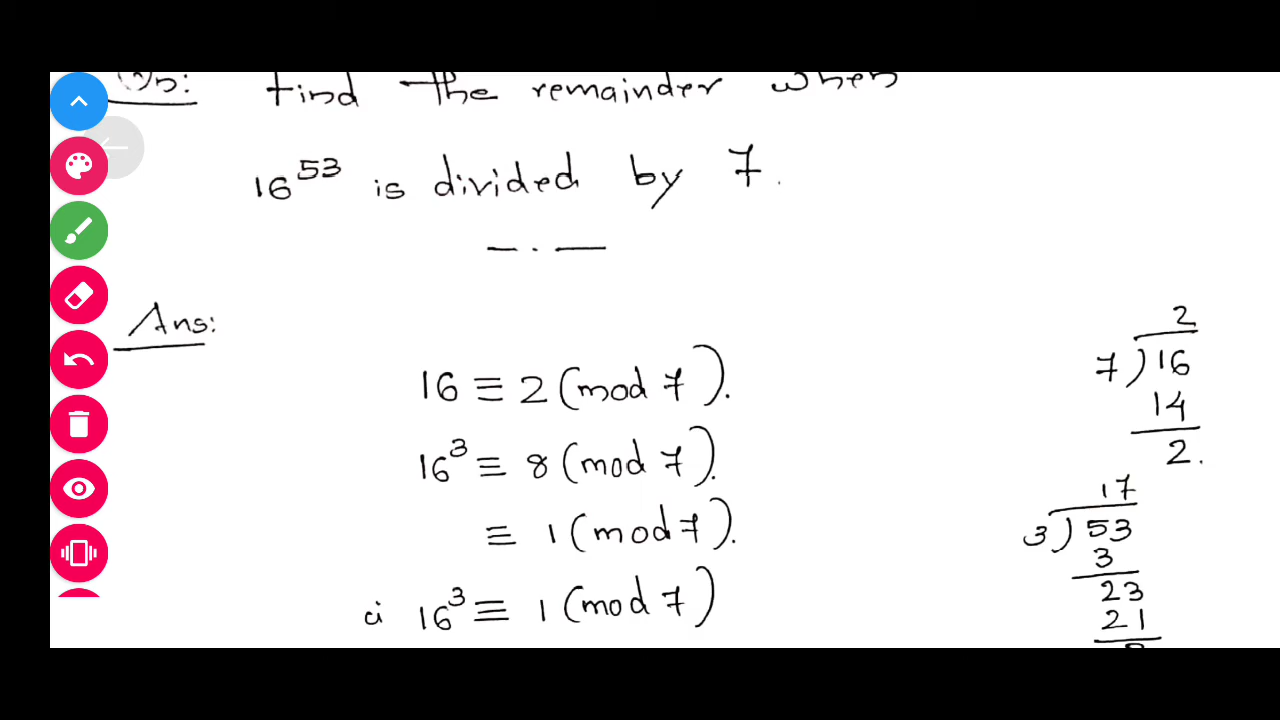 Qn: Find the remainder when
16^53 is divided by 7.
Ans:
16 ≡ 2 (mod 7).
16^3 ≡ 8 (mod 7).
≡ 1 (mod 7).
16^3 ≡ 1 (mod 7)
2
7 ) 16
14
2.
17
3 ) 53
3
23
21